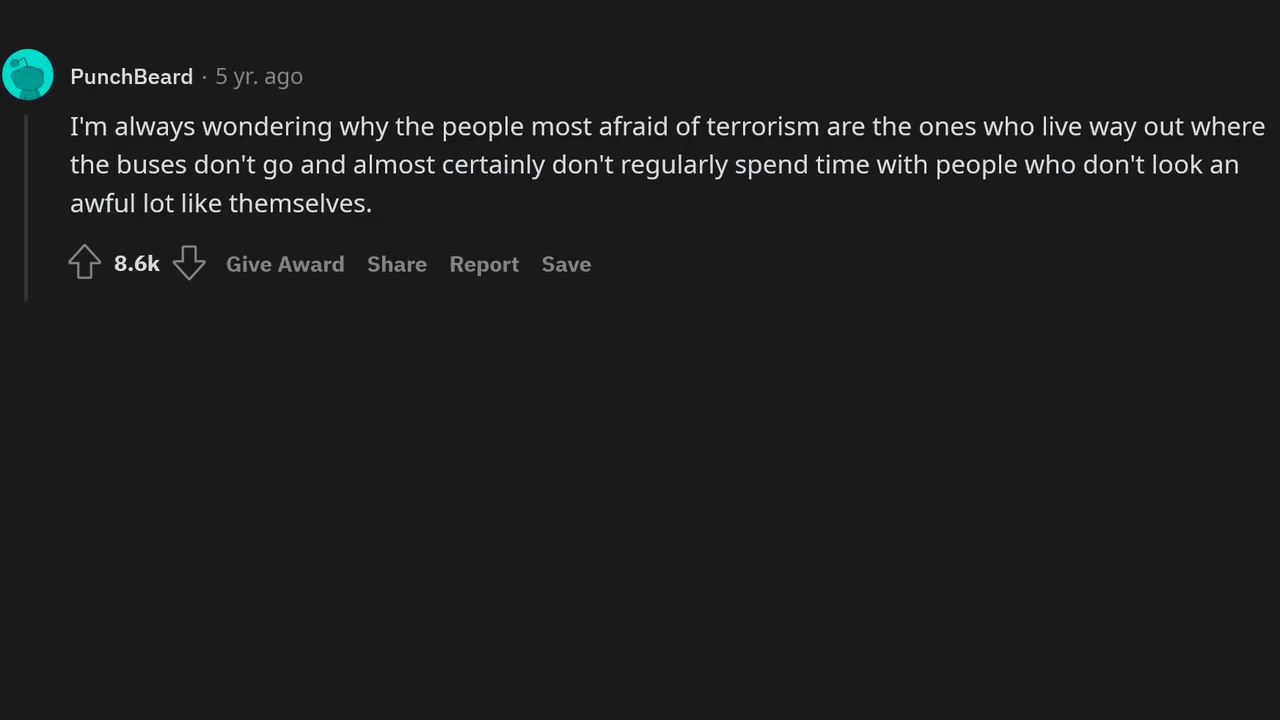 PunchBeard · 5 yr. ago
I'm always wondering why the people most afraid of terrorism are the ones who live way out where
the buses don't go and almost certainly don't regularly spend time with people who don't look an
awful lot like themselves.
8.6k Give Award Share Report Save